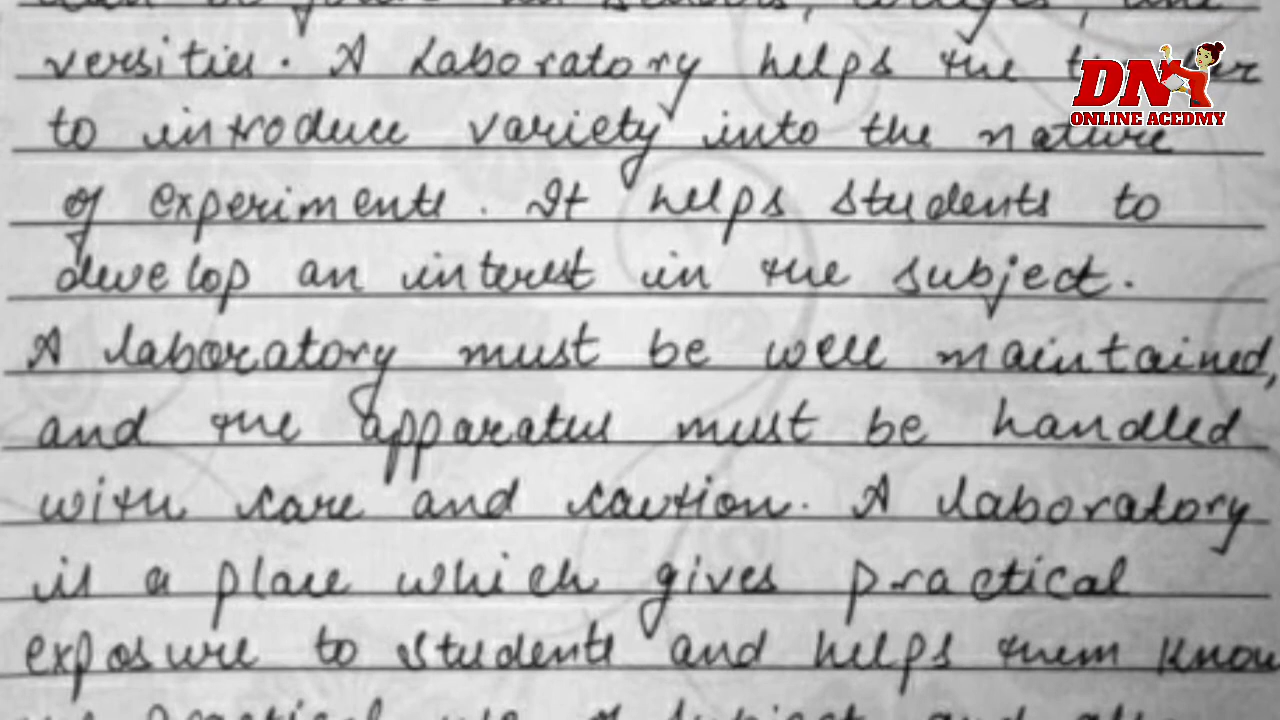 versities. A laboratory helps the
to introduce variety into the nature
of experiments. It helps students to
develop an interest in the subject.
A laboratory must be well maintained,
and the apparatus must be handled
with care and caution. A laboratory
is a place which gives practical
exposure to students and helps them know
DN
ONLINE ACEDMY